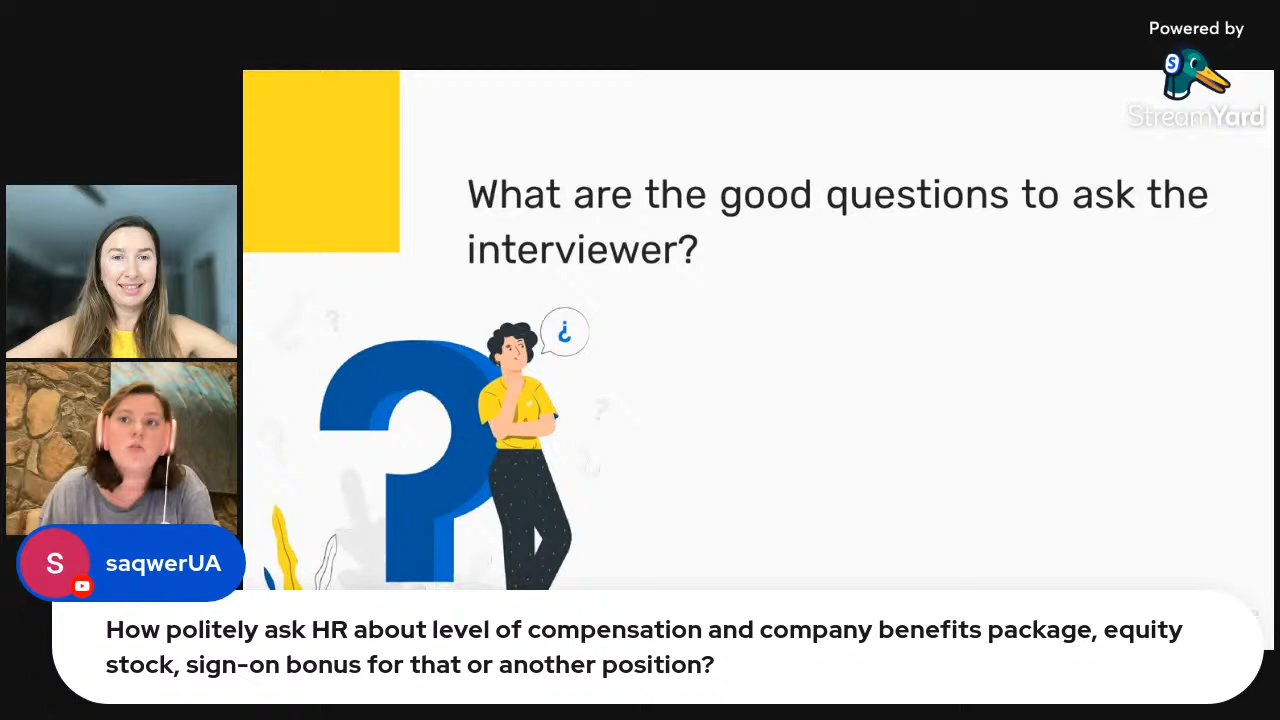 Powered by
StreamYard
What are the good questions to ask the
interviewer?
S
saqwerUA
How politely ask HR about level of compensation and company benefits package, equity
stock, sign-on bonus for that or another position?